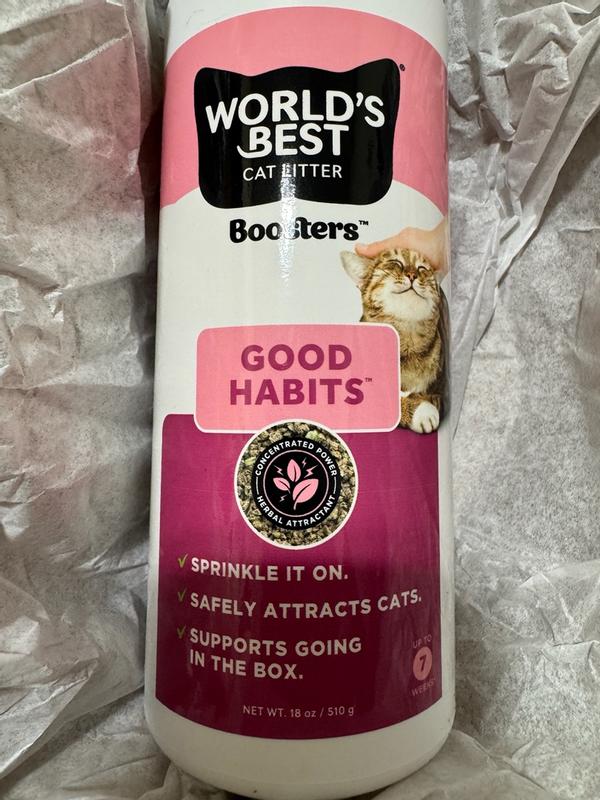 WORLD'S
BEST
CAT LITTER
®
Boosters™
GOOD
HABITS™
CONCENTRATED POWER
HERBAL ATTRACTANT
✓ SPRINKLE IT ON.
✓ SAFELY ATTRACTS CATS.
✓ SUPPORTS GOING
IN THE BOX.
UP TO
7
WEEKS
NET WT. 18 oz / 510 g